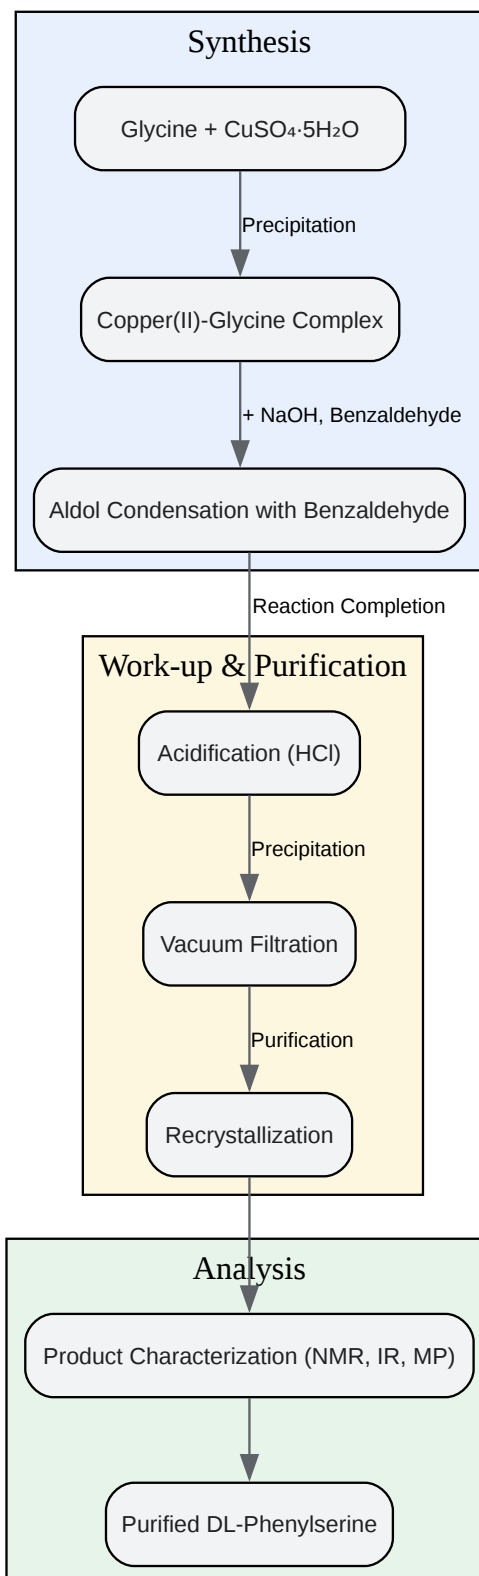 Synthesis
Glycine + CuSO₄·5H₂O
Precipitation
Copper(II)-Glycine Complex
+ NaOH, Benzaldehyde
Aldol Condensation with Benzaldehyde
Reaction Completion
Work-up & Purification
Acidification (HCl)
Precipitation
Vacuum Filtration
Purification
Recrystallization
Analysis
Product Characterization (NMR, IR, MP)
Purified DL-Phenylserine